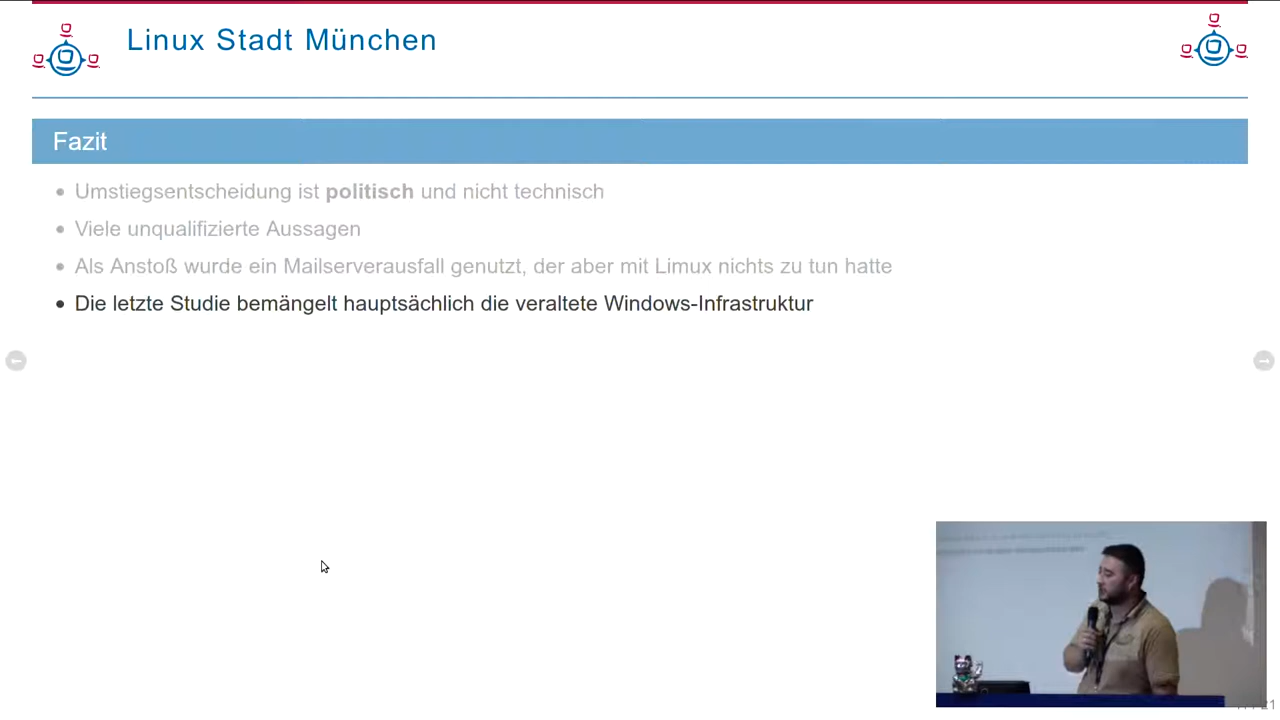 Linux Stadt München
Fazit
Umstiegsentscheidung ist politisch und nicht technisch
Viele unqualifizierte Aussagen
Als Anstoß wurde ein Mailserverausfall genutzt, der aber mit Limux nichts zu tun hatte
Die letzte Studie bemängelt hauptsächlich die veraltete Windows-Infrastruktur